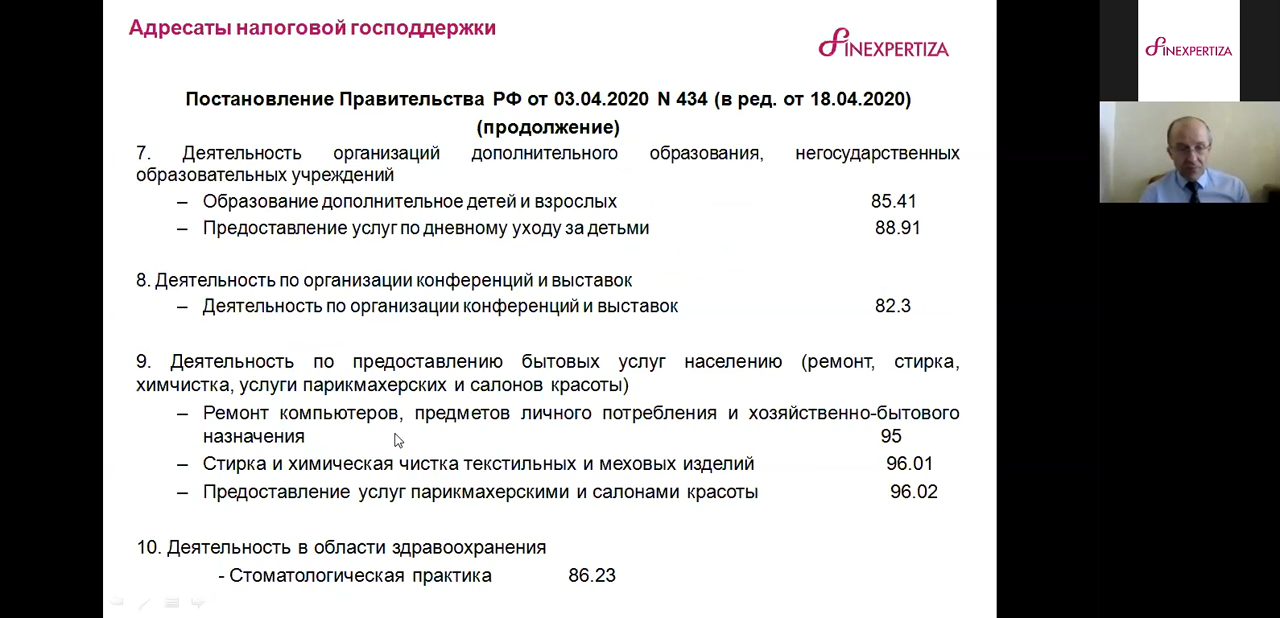 Адресаты налоговой господдержки
FINEXPERTIZA
FINEXPERTIZA
Постановление Правительства РФ от 03.04.2020 N 434 (в ред. от 18.04.2020)
(продолжение)
7. Деятельность организаций дополнительного образования, негосударственных
образовательных учреждений
– Образование дополнительное детей и взрослых 85.41
– Предоставление услуг по дневному уходу за детьми 88.91
8. Деятельность по организации конференций и выставок
– Деятельность по организации конференций и выставок 82.3
9. Деятельность по предоставлению бытовых услуг населению (ремонт, стирка,
химчистка, услуги парикмахерских и салонов красоты)
– Ремонт компьютеров, предметов личного потребления и хозяйственно-бытового
назначения 95
– Стирка и химическая чистка текстильных и меховых изделий 96.01
– Предоставление услуг парикмахерскими и салонами красоты 96.02
10. Деятельность в области здравоохранения
- Стоматологическая практика 86.23